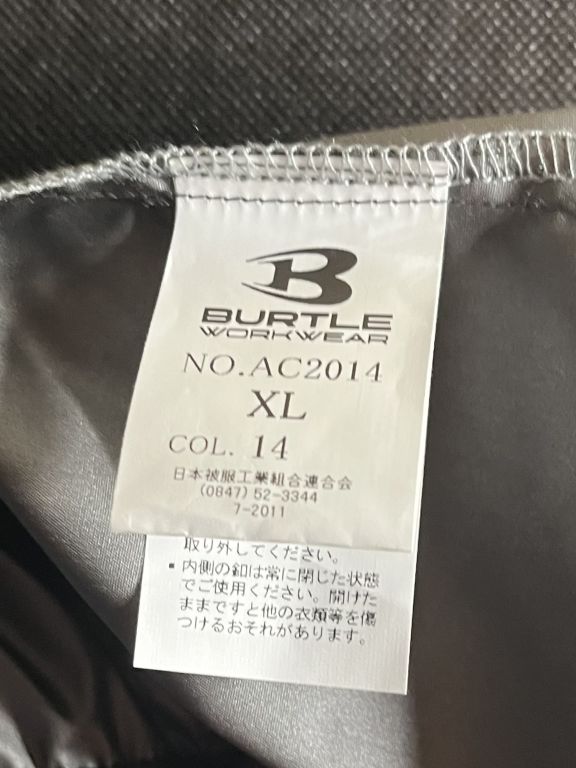 B
BURTLE
WORKWEAR
NO.AC2014
XL
COL. 14
日本被服工業組合連合会
(0847) 52-3344
7-2011
取り外してください。
▪ 内側の釦は常に閉じた状態
でご使用ください。開けた
ままですと他の衣類等を傷
つけるおそれがあります。